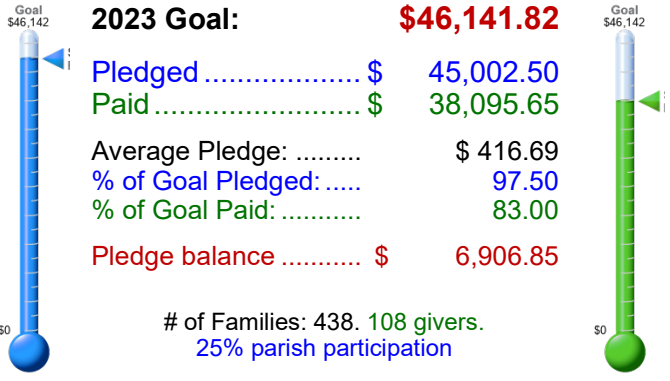 Goal
$46,142
$0
2023 Goal: $46,141.82
Pledged ................... $ 45,002.50
Paid ......................... $ 38,095.65
Average Pledge: ......... $ 416.69
% of Goal Pledged: ..... 97.50
% of Goal Paid: ........... 83.00
Pledge balance ........... $ 6,906.85
# of Families: 438. 108 givers.
25% parish participation
Goal
$46,142
$0